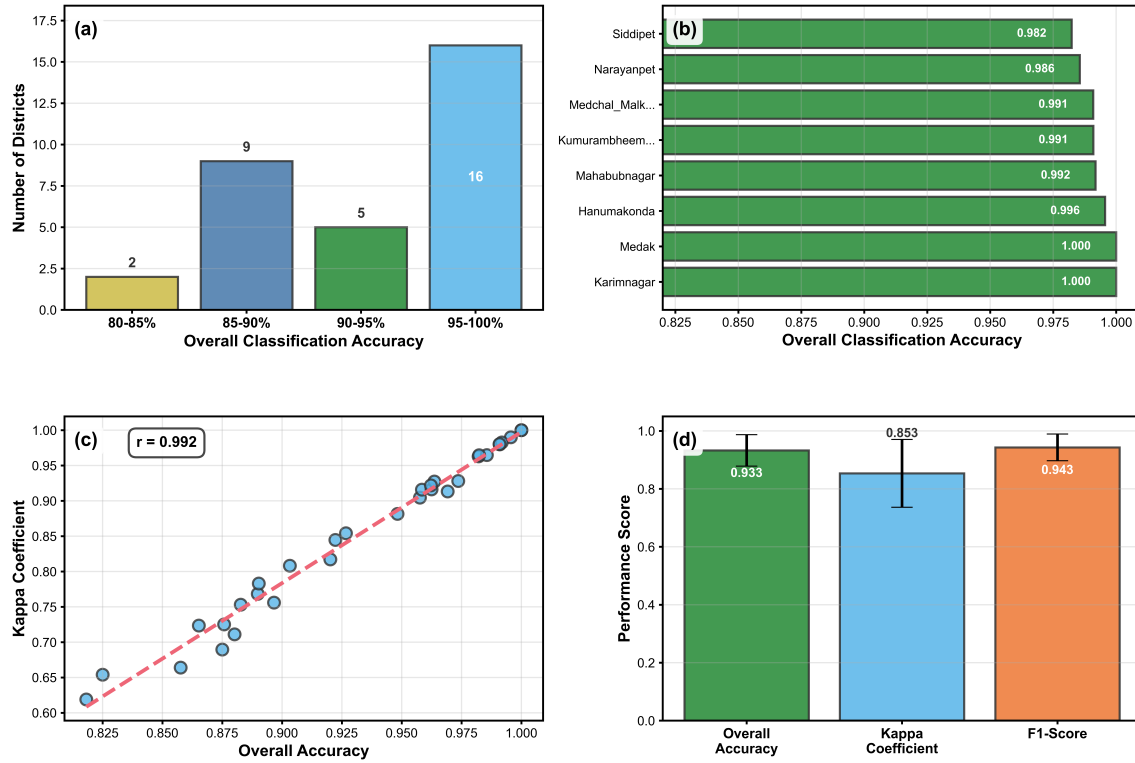 (a)
17.5
15.0
12.5
10.0
7.5
5.0
2.5
0.0
Number of Districts
2
9
5
16
80-85%
85-90%
90-95%
95-100%
Overall Classification Accuracy
(b)
Siddipet
0.982
Narayanpet
0.986
Medchal_Malk...
0.991
Kumurambheem...
0.991
Mahabubnagar
0.992
Hanumakonda
0.996
Medak
1.000
Karimnagar
1.000
0.825
0.850
0.875
0.900
0.925
0.950
0.975
1.000
Overall Classification Accuracy
(c)
r = 0.992
1.00
0.95
0.90
0.85
0.80
0.75
0.70
0.65
0.60
Kappa Coefficient
0.825
0.850
0.875
0.900
0.925
0.950
0.975
1.000
Overall Accuracy
(d)
1.0
0.8
0.6
0.4
0.2
0.0
Performance Score
0.933
0.853
0.943
Overall
Accuracy
Kappa
Coefficient
F1-Score